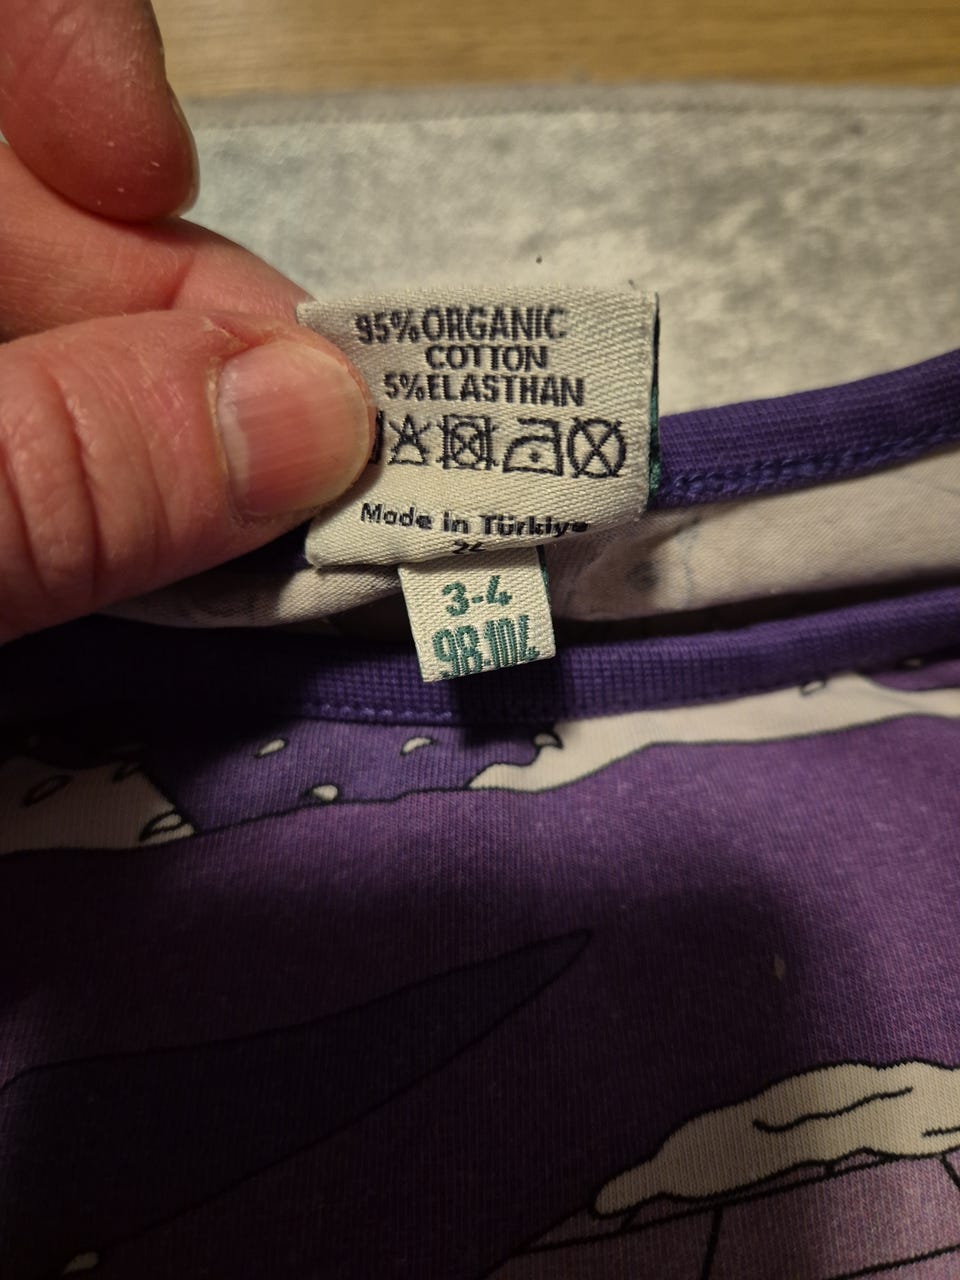 95% ORGANIC
COTTON
5% ELASTHAN
Made in Türkiye
3-4
98.104